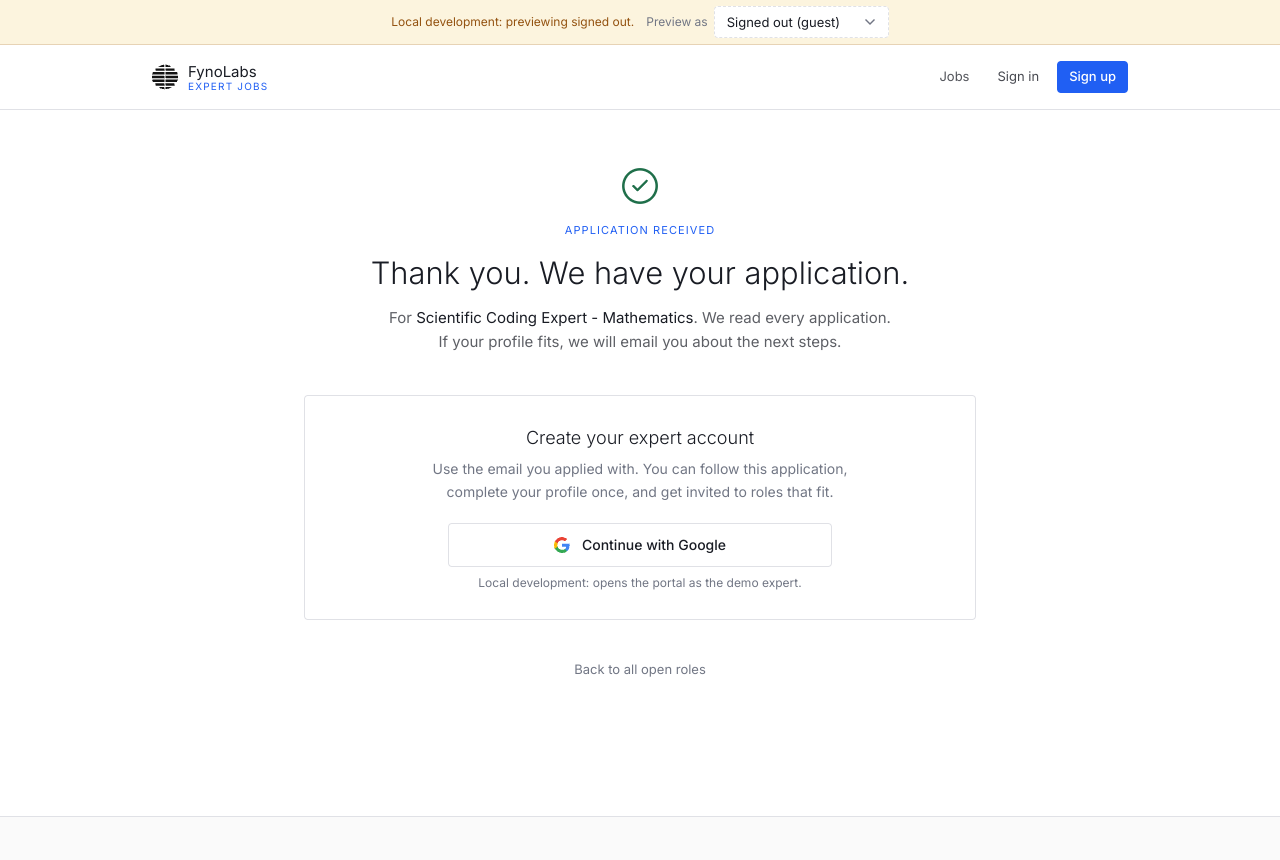 Local development: previewing signed out. Preview as Signed out (guest)
FynoLabs
EXPERT JOBS
Jobs Sign in Sign up
APPLICATION RECEIVED
Thank you. We have your application.
For Scientific Coding Expert - Mathematics. We read every application.
If your profile fits, we will email you about the next steps.
Create your expert account
Use the email you applied with. You can follow this application,
complete your profile once, and get invited to roles that fit.
Continue with Google
Local development: opens the portal as the demo expert.
Back to all open roles